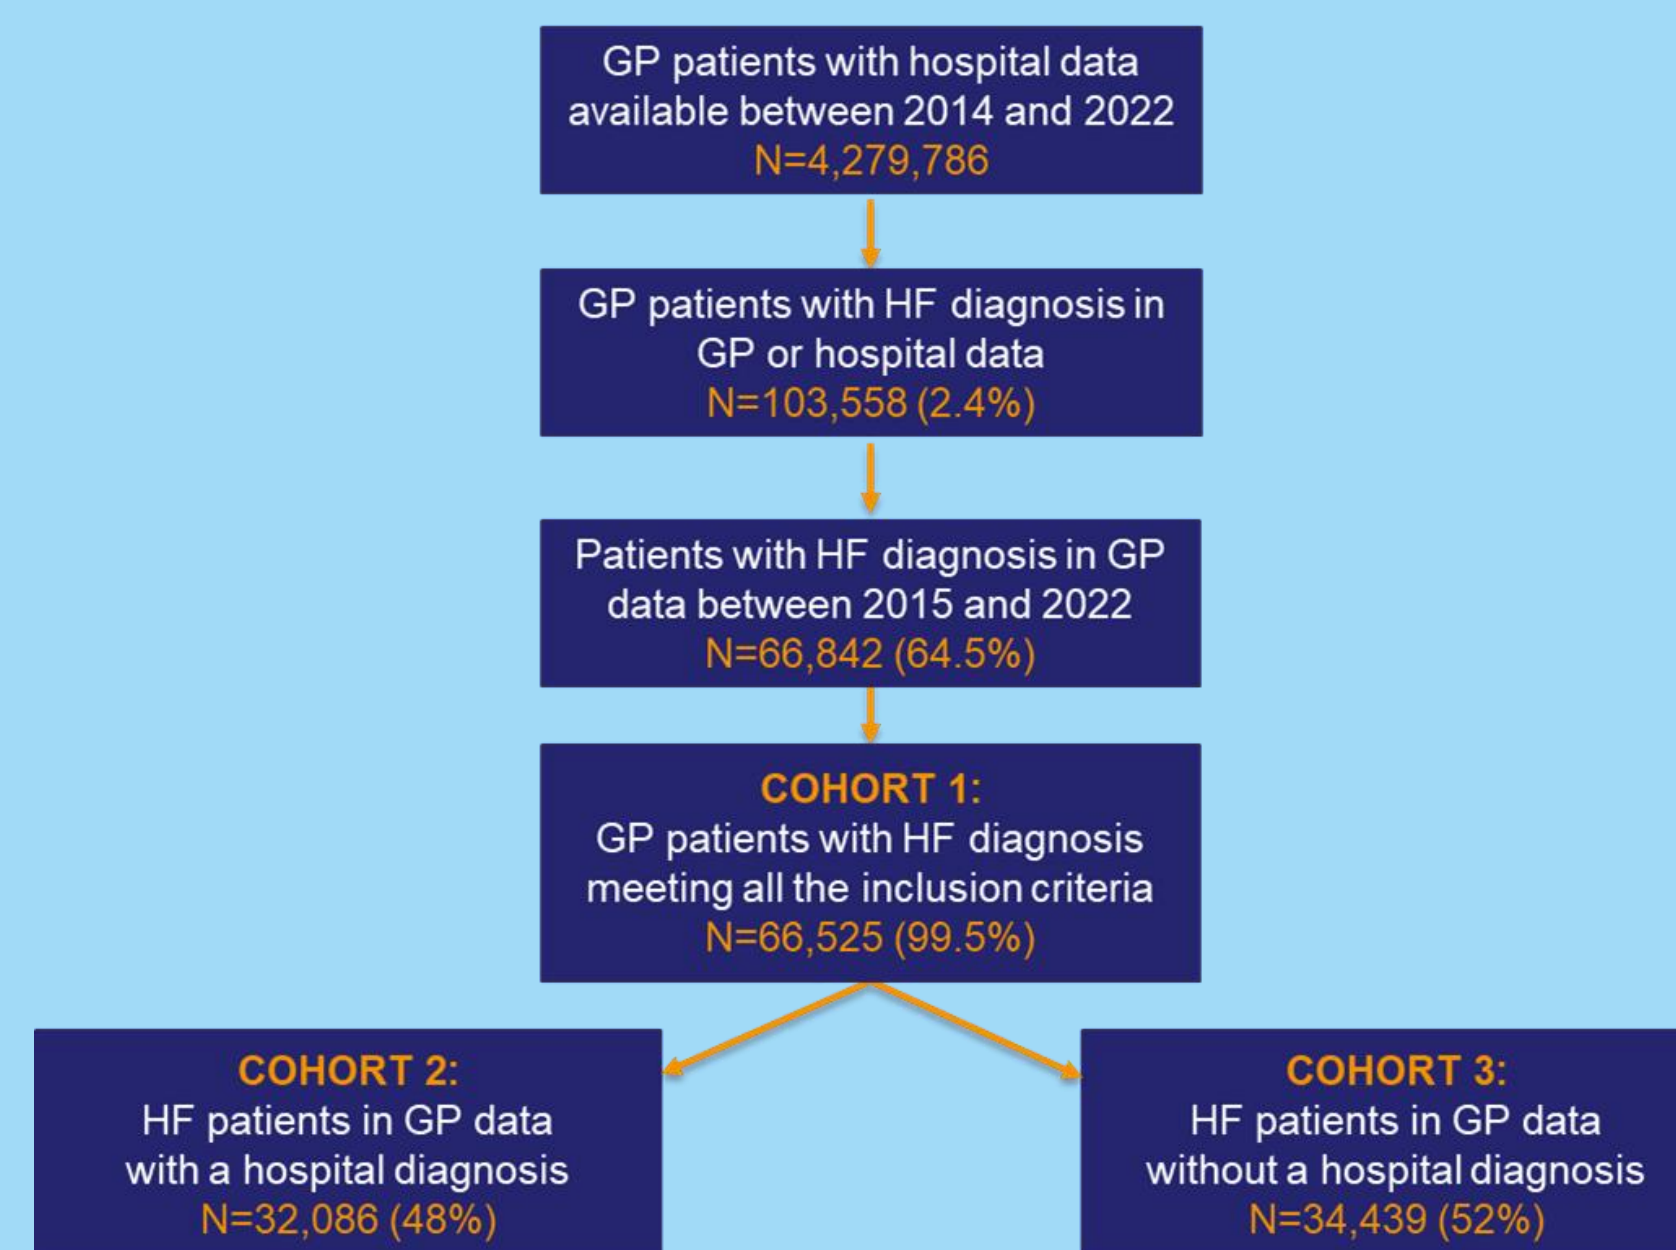 GP patients with hospital data
available between 2014 and 2022
N=4,279,786
GP patients with HF diagnosis in
GP or hospital data
N=103,558 (2.4%)
Patients with HF diagnosis in GP
data between 2015 and 2022
N=66,842 (64.5%)
COHORT 1:
GP patients with HF diagnosis
meeting all the inclusion criteria
N=66,525 (99.5%)
COHORT 2:
HF patients in GP data
with a hospital diagnosis
N=32,086 (48%)
COHORT 3:
HF patients in GP data
without a hospital diagnosis
N=34,439 (52%)